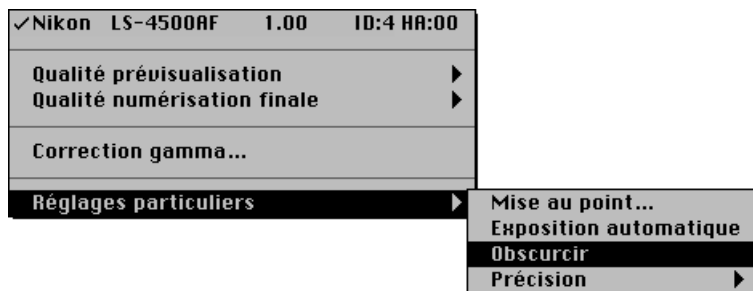 ✓Nikon LS-4500AF 1.00 ID:4 HA:00
Qualité prévisualisation
Qualité numérisation finale
Correction gamma...
Réglages particuliers
Mise au point...
Exposition automatique
Obscurcir
Précision